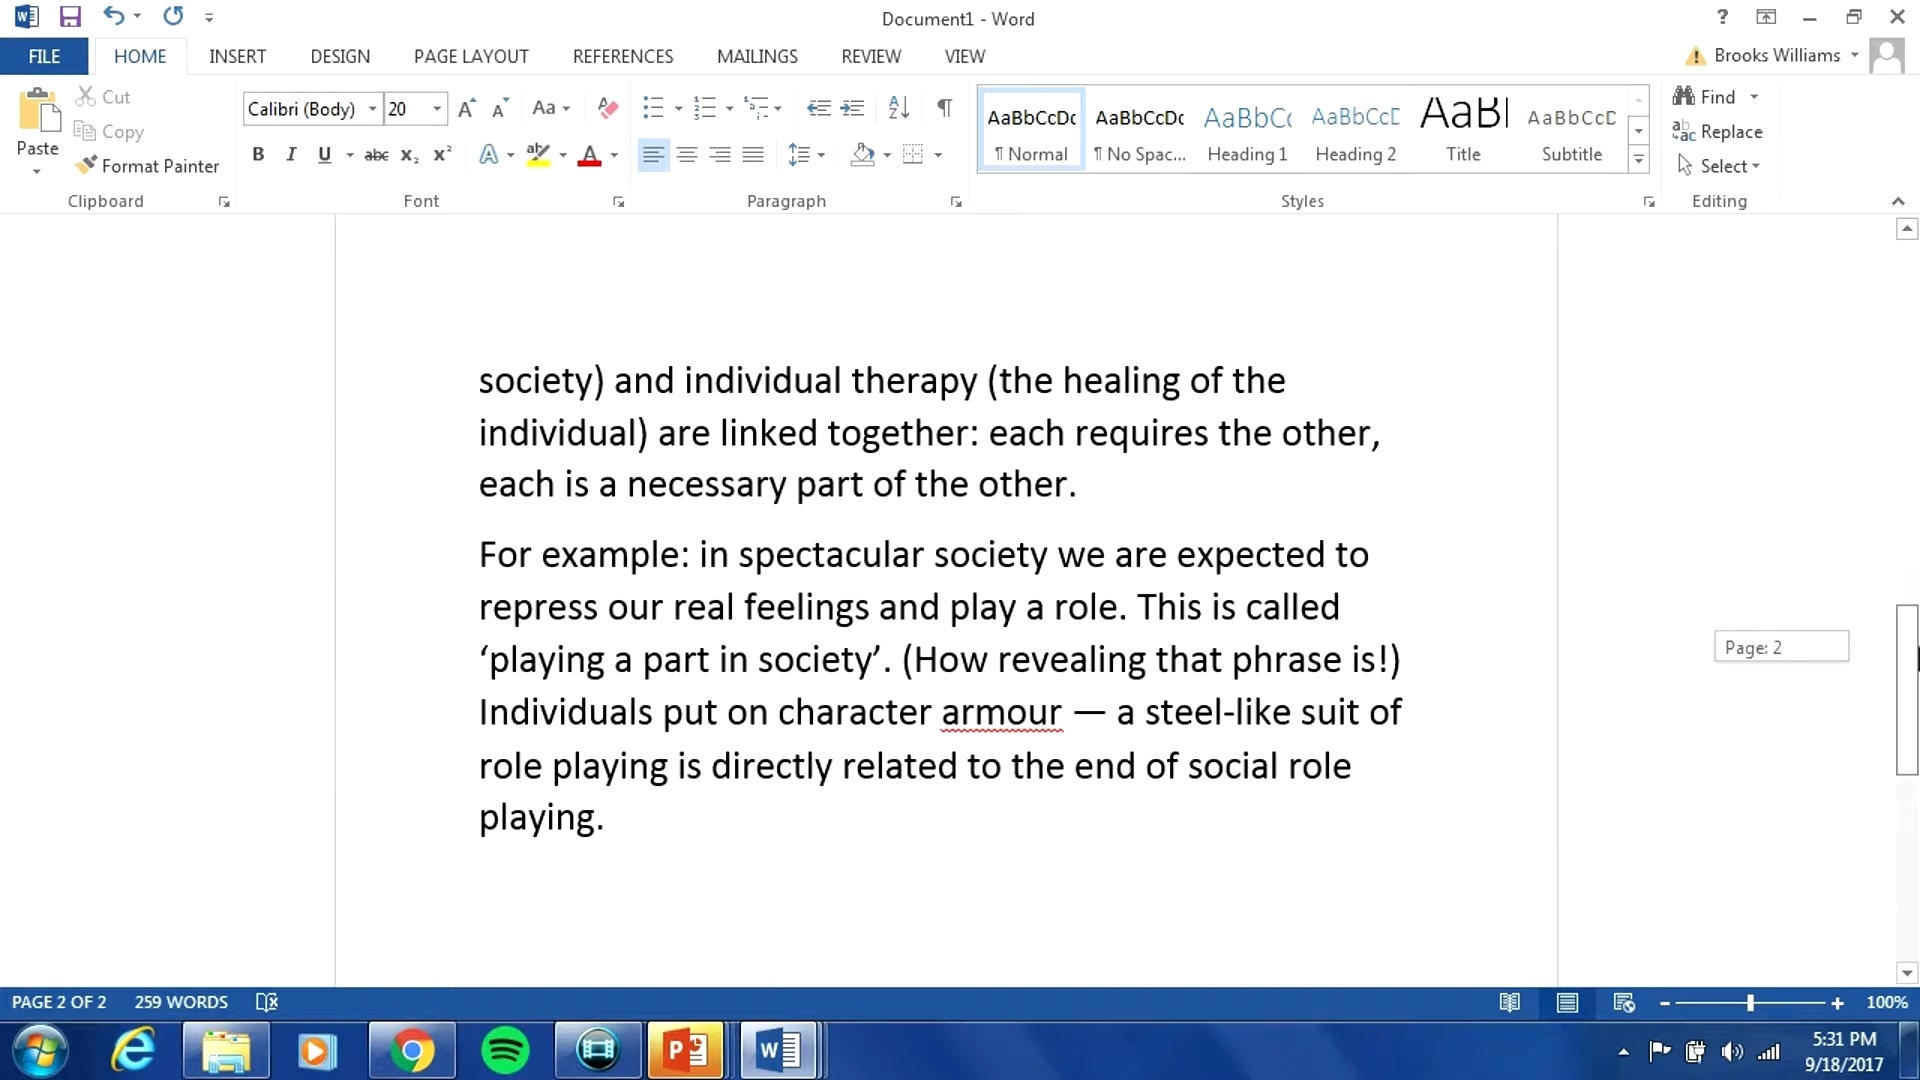 Document1 - Word
?
FILE HOME INSERT DESIGN PAGE LAYOUT REFERENCES MAILINGS REVIEW VIEW Brooks Williams
Paste
Cut
Copy
Format Painter
Clipboard
Calibri (Body) 20
Font
Paragraph
AaBbCcDc AaBbCcDc AaBbCc AaBbCcD AaBl AaBbCcD
¶ Normal ¶ No Spac... Heading 1 Heading 2 Title Subtitle
Styles
Find
Replace
Select
Editing
society) and individual therapy (the healing of the
individual) are linked together: each requires the other,
each is a necessary part of the other.
For example: in spectacular society we are expected to
repress our real feelings and play a role. This is called
‘playing a part in society’. (How revealing that phrase is!)
Individuals put on character armour — a steel-like suit of
role playing is directly related to the end of social role
playing.
Page: 2
PAGE 2 OF 2 259 WORDS 100%
5:31 PM
9/18/2017